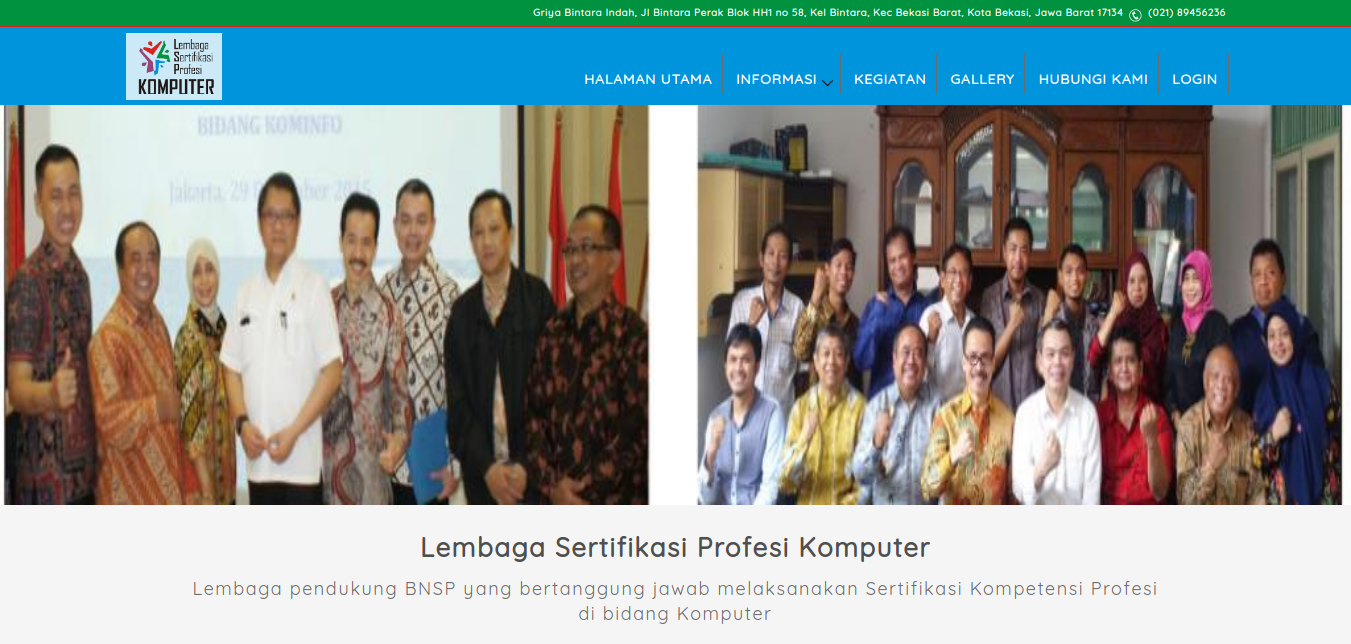 Griya Bintara Indah, Jl Bintara Perak Blok HH1 no 58, Kel Bintara, Kec Bekasi Barat, Kota Bekasi, Jawa Barat 17134 (021) 89456236
Lembaga
Sertifikasi
Profesi
KOMPUTER
HALAMAN UTAMA INFORMASI KEGIATAN GALLERY HUBUNGI KAMI LOGIN
BIDANG KOMINFO
Jakarta, 29 D mber 2015
Lembaga Sertifikasi Profesi Komputer
Lembaga pendukung BNSP yang bertanggung jawab melaksanakan Sertifikasi Kompetensi Profesi
di bidang Komputer